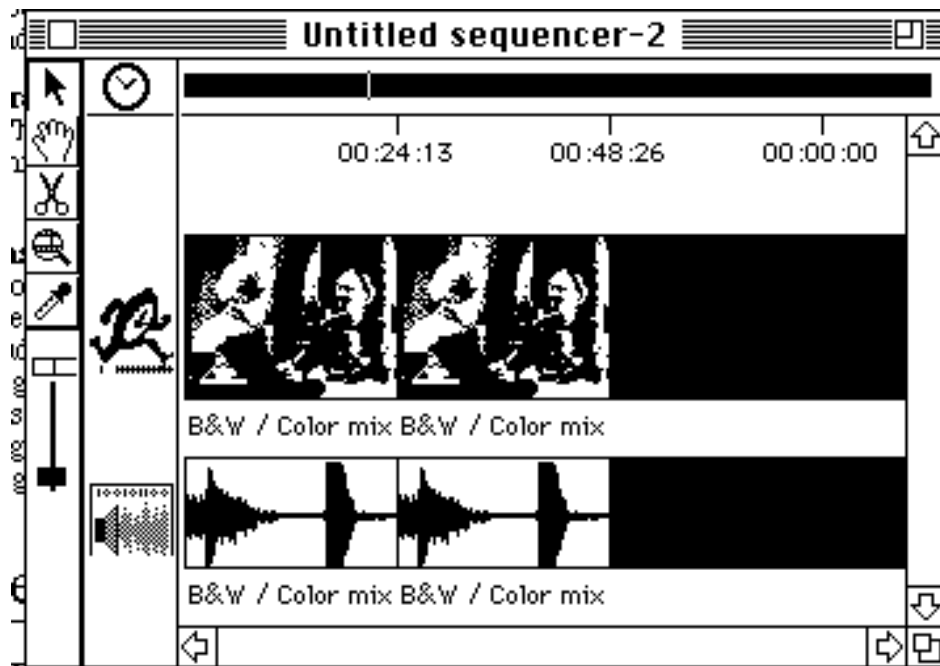 Untitled sequencer-2
00:24:13 00:48:26 00:00:00
B&W / Color mix B&W / Color mix
B&W / Color mix B&W / Color mix